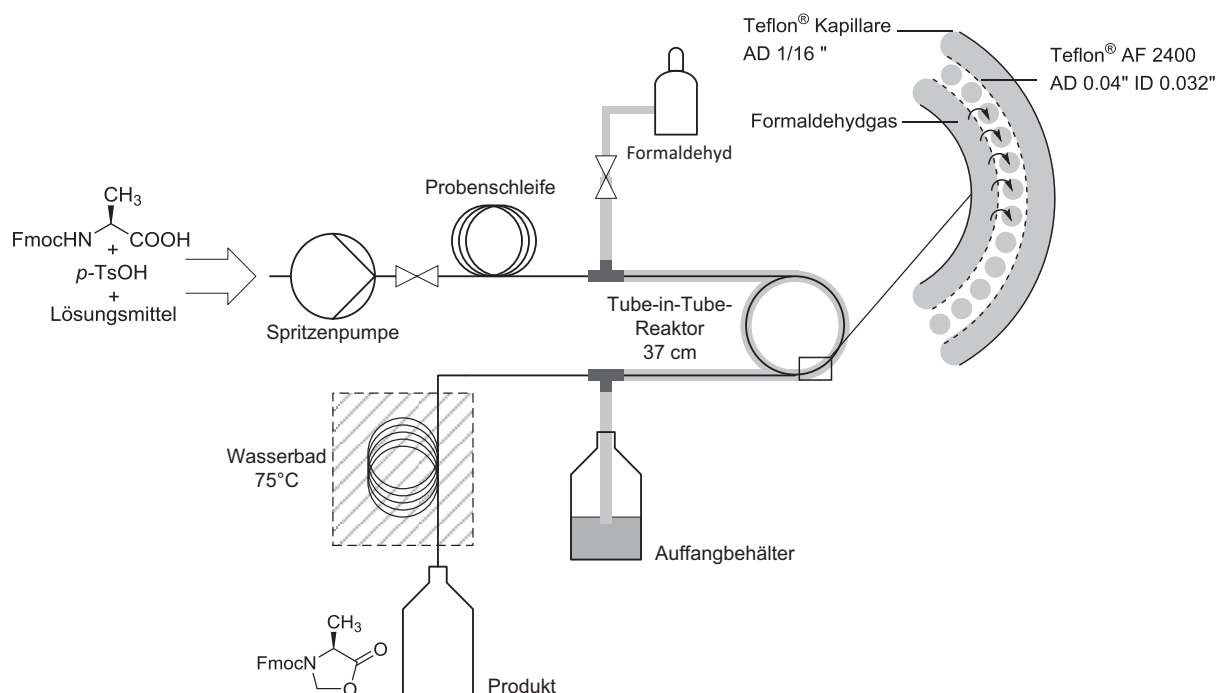 Teflon® Kapillare
AD 1/16 "
Teflon® AF 2400
AD 0.04" ID 0.032"
Formaldehydgas
Formaldehyd
Probenschleife
CH3
FmocHN
COOH
+
p-TsOH
+
Lösungsmittel
Spritzenpumpe
Tube-in-Tube-
Reaktor
37 cm
Wasserbad
75°C
Auffangbehälter
CH3
FmocN
O
O
Produkt